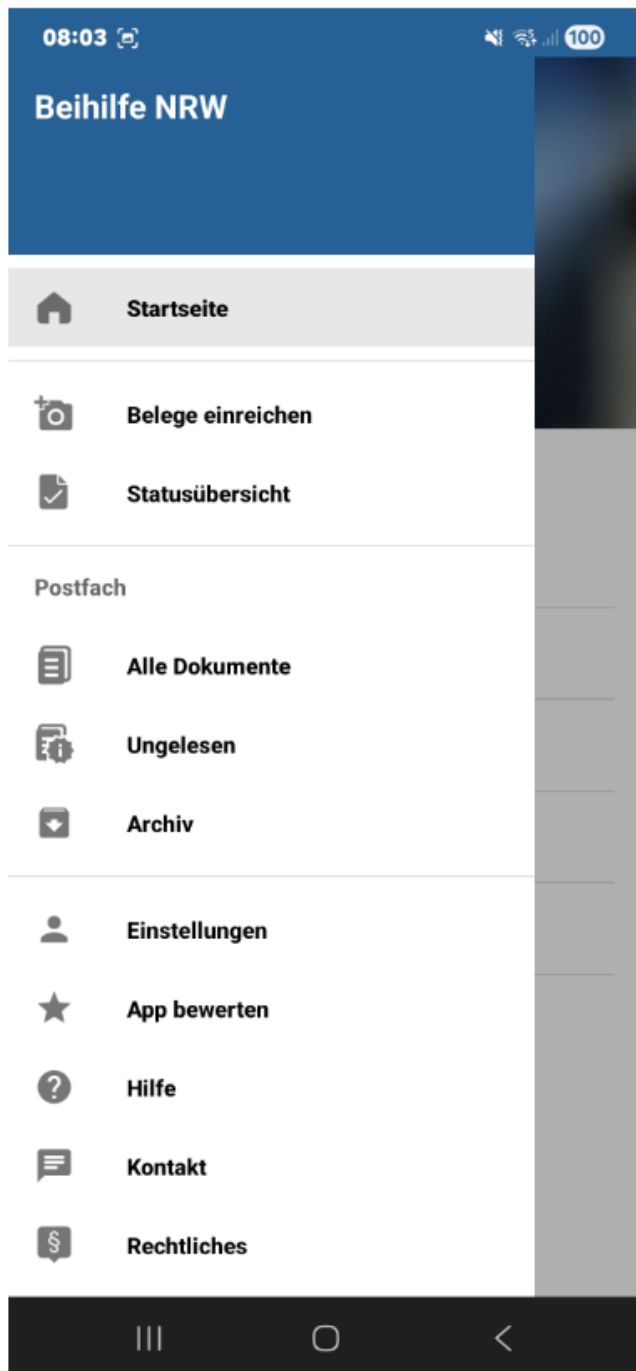 08:03
100
Beihilfe NRW
Startseite
Belege einreichen
Statusübersicht
Postfach
Alle Dokumente
Ungelesen
Archiv
Einstellungen
App bewerten
Hilfe
Kontakt
Rechtliches